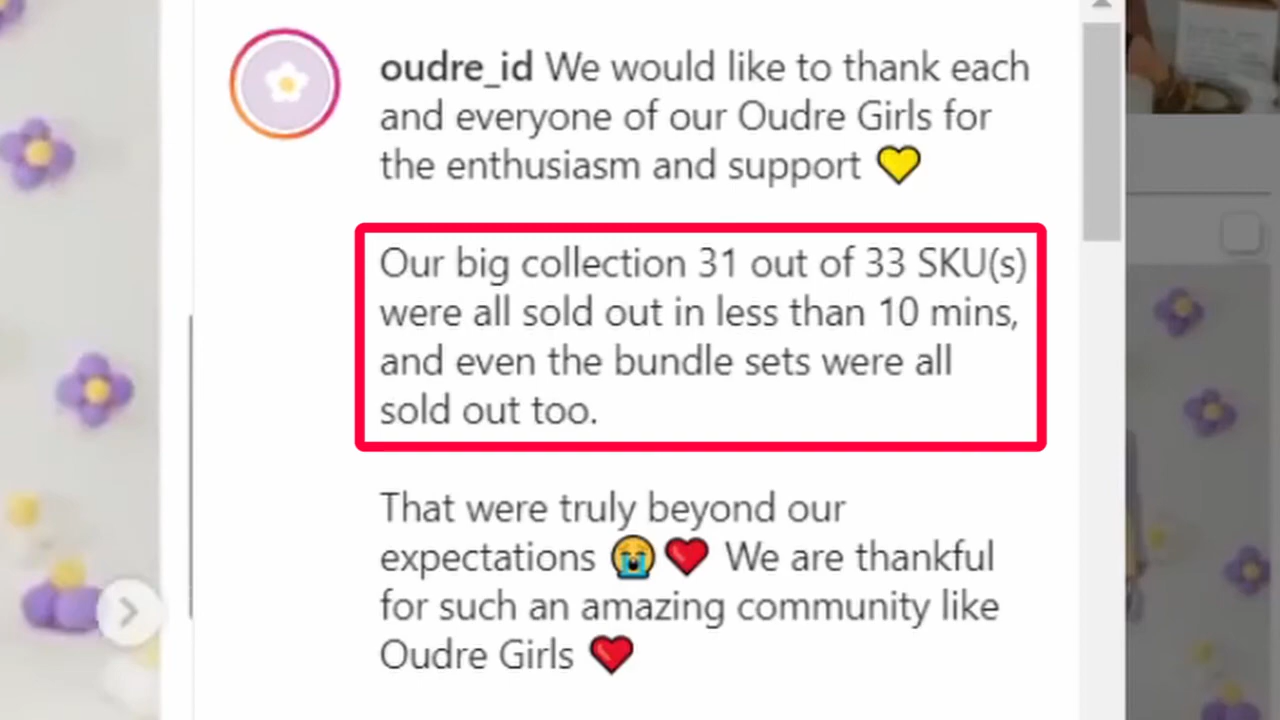 oudre_id We would like to thank each
and everyone of our Oudre Girls for
the enthusiasm and support 💛
Our big collection 31 out of 33 SKU(s)
were all sold out in less than 10 mins,
and even the bundle sets were all
sold out too.
That were truly beyond our
expectations 😭❤️ We are thankful
for such an amazing community like
Oudre Girls ❤️